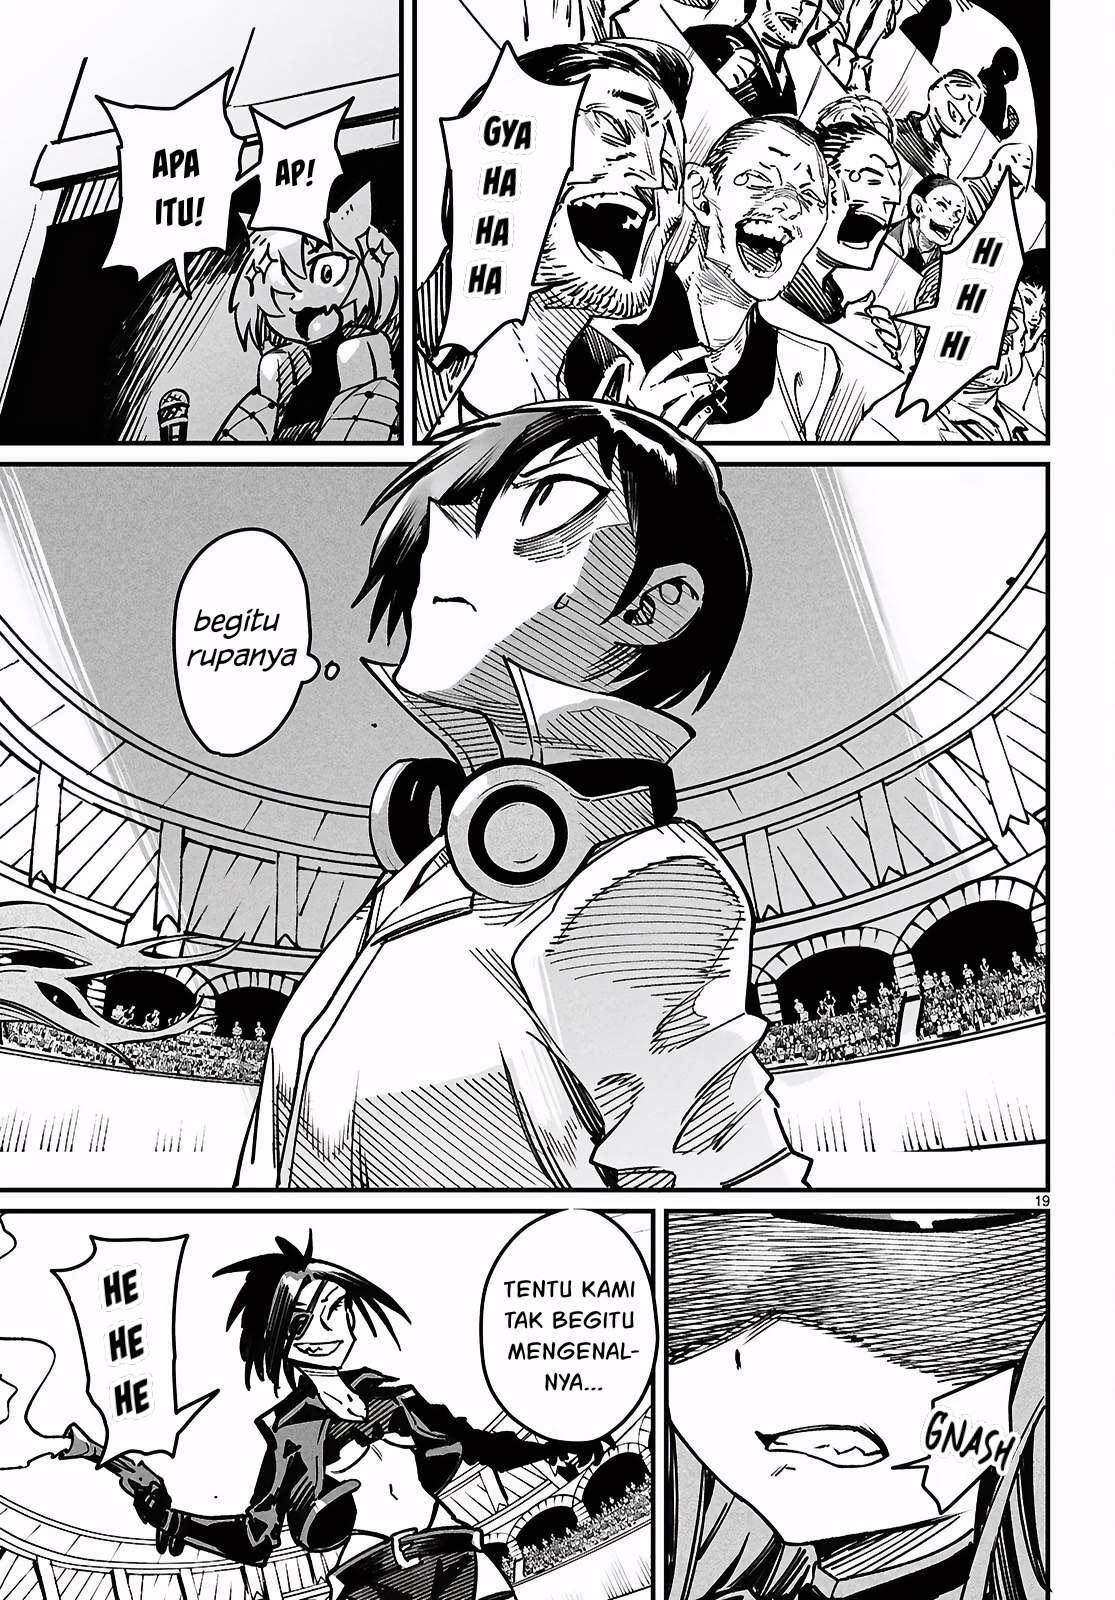 GYA
HA
HA
HA
HI
HI
HI
AP!
APA
ITU!
begitu
rupanya
19
GNASH
TENTU KAMI
TAK BEGITU
MENGENAL-
NYA...
HE
HE
HE